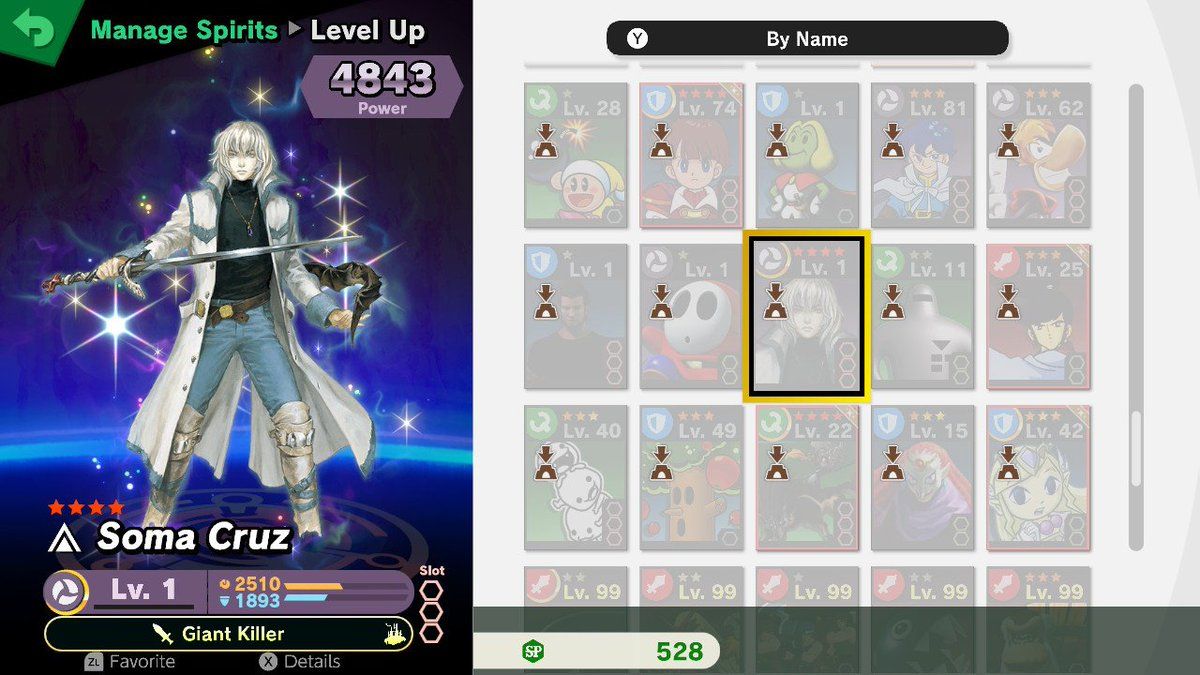 Manage Spirits ▶ Level Up
4843
Power
Soma Cruz
Lv. 1
2510
1893
Slot
Giant Killer
ZL Favorite
X Details
Y By Name
Lv. 28
Lv. 74
Lv. 1
Lv. 81
Lv. 62
Lv. 1
Lv. 1
Lv. 1
Lv. 11
Lv. 25
Lv. 40
Lv. 49
Lv. 22
Lv. 15
Lv. 42
Lv. 99
Lv. 99
Lv. 99
Lv. 99
Lv. 99
SP 528